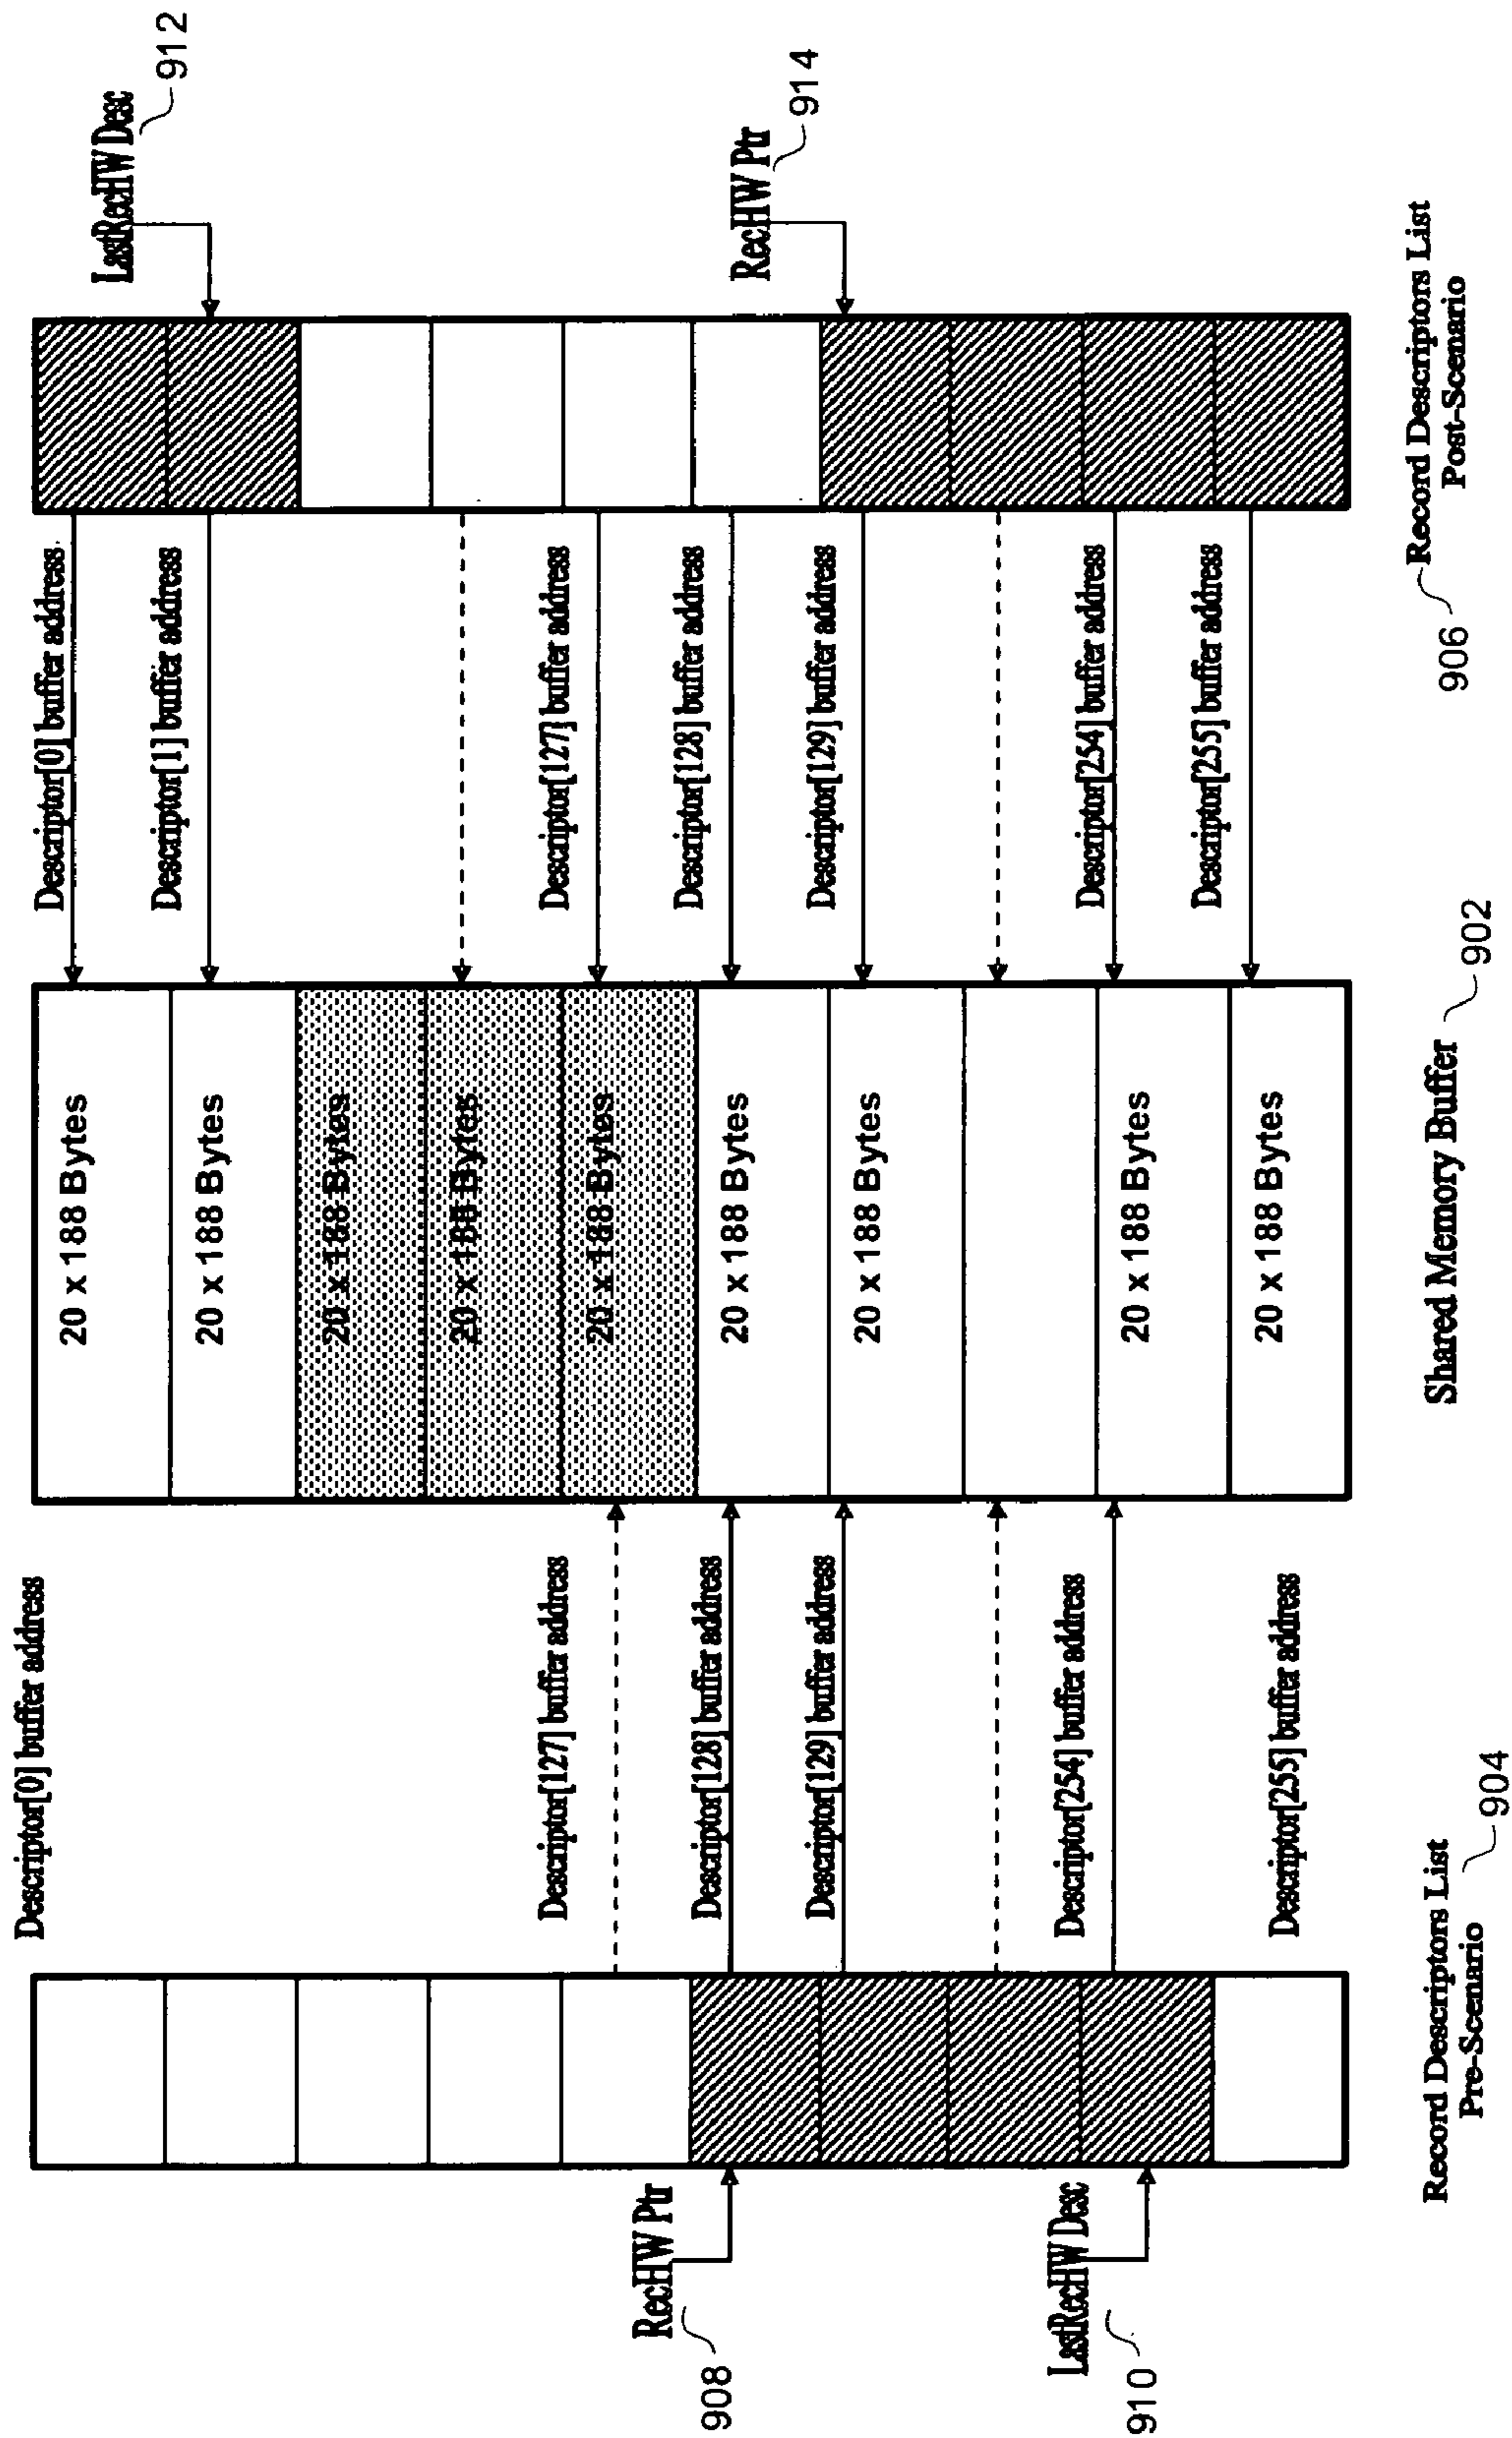 Descriptor[0] buffer address
20 x 188 Bytes
Descriptor[0] buffer address
LastRecHW Desc
912
20 x 188 Bytes
Descriptor[1] buffer address
20 x 188 Bytes
20 x 188 Bytes
Descriptor[127] buffer address
20 x 188 Bytes
Descriptor[127] buffer address
RecHW Ptr
908
Descriptor[128] buffer address
20 x 188 Bytes
Descriptor[128] buffer address
RecHW Ptr
914
Descriptor[129] buffer address
20 x 188 Bytes
Descriptor[129] buffer address
LastRecHW Desc
910
Descriptor[254] buffer address
20 x 188 Bytes
Descriptor[254] buffer address
Descriptor[255] buffer address
20 x 188 Bytes
Descriptor[255] buffer address
Record Descriptors List
Pre-Scenario
904
Shared Memory Buffer
902
906
Record Descriptors List
Post-Scenario